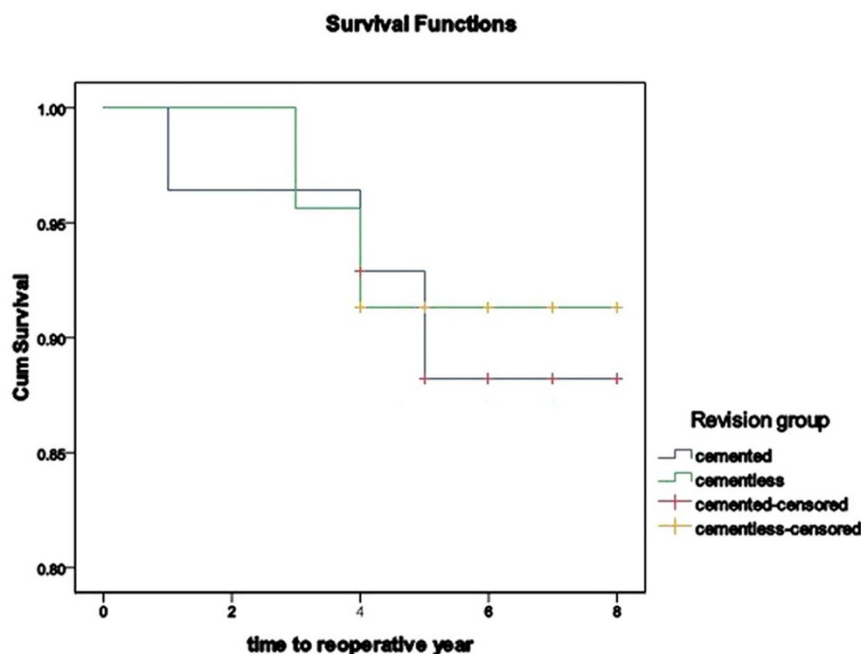 Survival Functions
1.00
0.95
0.90
0.85
0.80
Cum Survival
0 2 4 6 8
time to reoperative year
Revision group
cemented
cementless
cemented-censored
cementless-censored